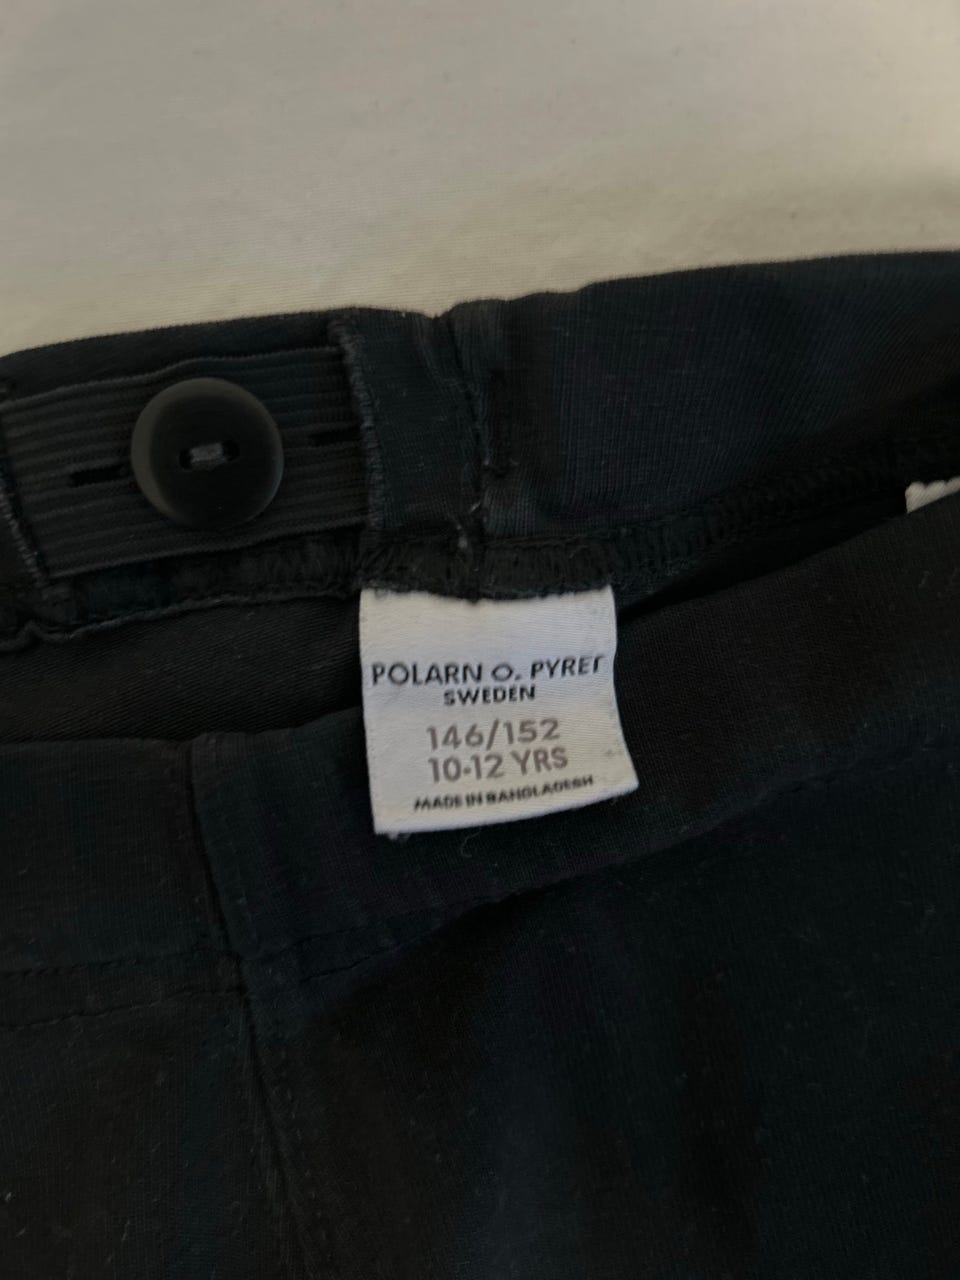 POLARN O. PYRET
SWEDEN
146/152
10-12 YRS
MADE IN BANGLADESH